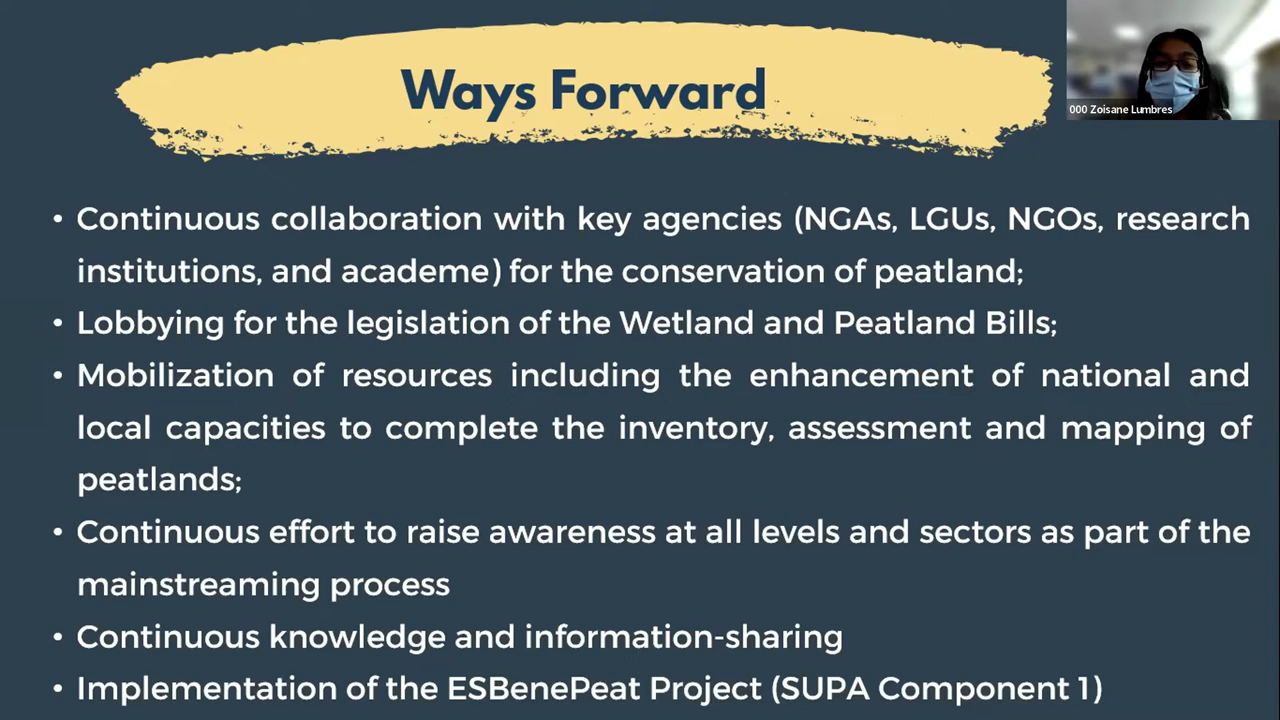 Ways Forward
000 Zoisane Lumbres
• Continuous collaboration with key agencies (NGAs, LGUs, NGOs, research
institutions, and academe) for the conservation of peatland;
• Lobbying for the legislation of the Wetland and Peatland Bills;
• Mobilization of resources including the enhancement of national and
local capacities to complete the inventory, assessment and mapping of
peatlands;
• Continuous effort to raise awareness at all levels and sectors as part of the
mainstreaming process
• Continuous knowledge and information-sharing
• Implementation of the ESBenePeat Project (SUPA Component 1)